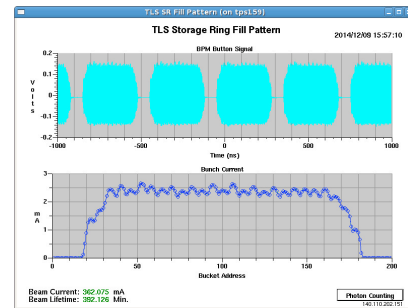 TLS SR Fill Pattern (on tpsl59)
TLS Storage Ring Fill Pattern
2014/12/09 15:57:10
BPM Button Signal
Volts
0.2
0.1
0
-0.1
-0.2
-1000 -500 0 500 1000
Time (ns)
Bunch Current
mA
3
2
1
0
0 50 100 150 200
Bucket Address
Beam Current: 362.075 mA
Beam Lifetime: 392.126 Min.
Photon Counting
140.110.202.151